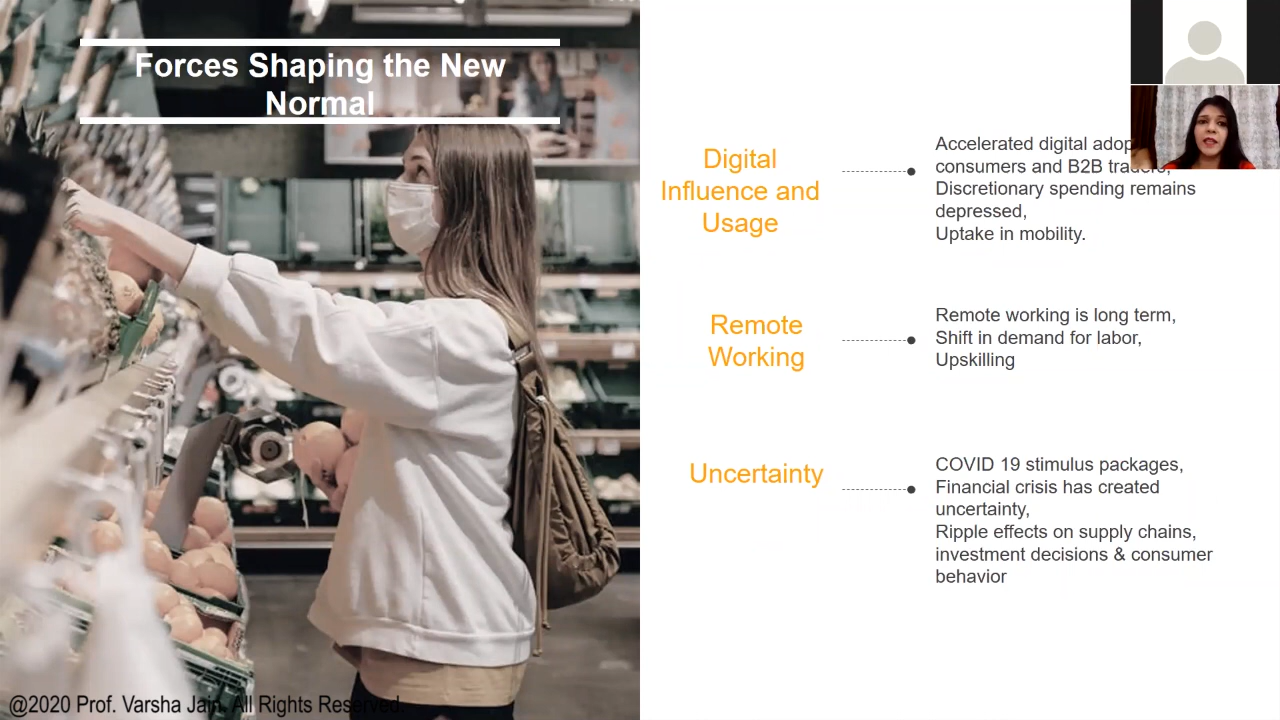 Forces Shaping the New
Normal
Digital
Influence and
Usage
Accelerated digital
consumers and B2B
Discretionary spending remains
depressed,
Uptake in mobility.
Remote
Working
Remote working is long term,
Shift in demand for labor,
Upskilling
Uncertainty
COVID 19 stimulus packages,
Financial crisis has created
uncertainty,
Ripple effects on supply chains,
investment decisions & consumer
behavior
@2020 Prof. Varsha Jain. All Rights Reserved.